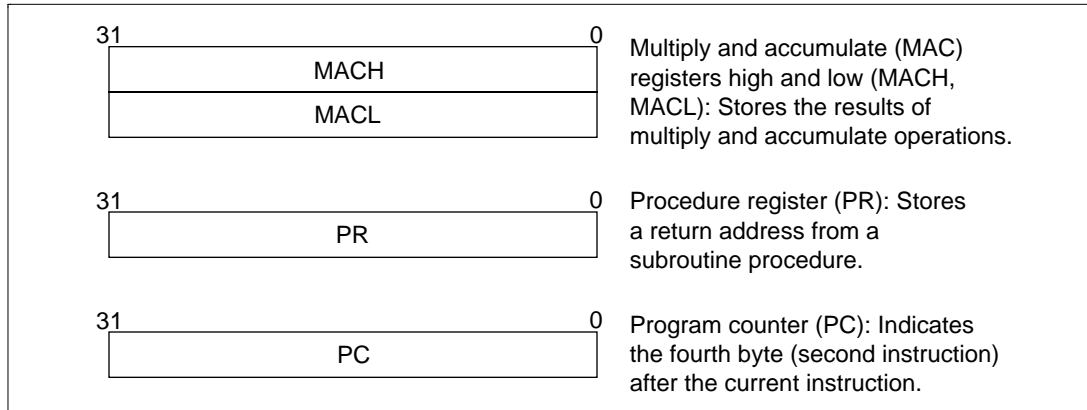 31 0
MACH
MACL
Multiply and accumulate (MAC)
registers high and low (MACH,
MACL): Stores the results of
multiply and accumulate operations.
31 0
PR
Procedure register (PR): Stores
a return address from a
subroutine procedure.
31 0
PC
Program counter (PC): Indicates
the fourth byte (second instruction)
after the current instruction.